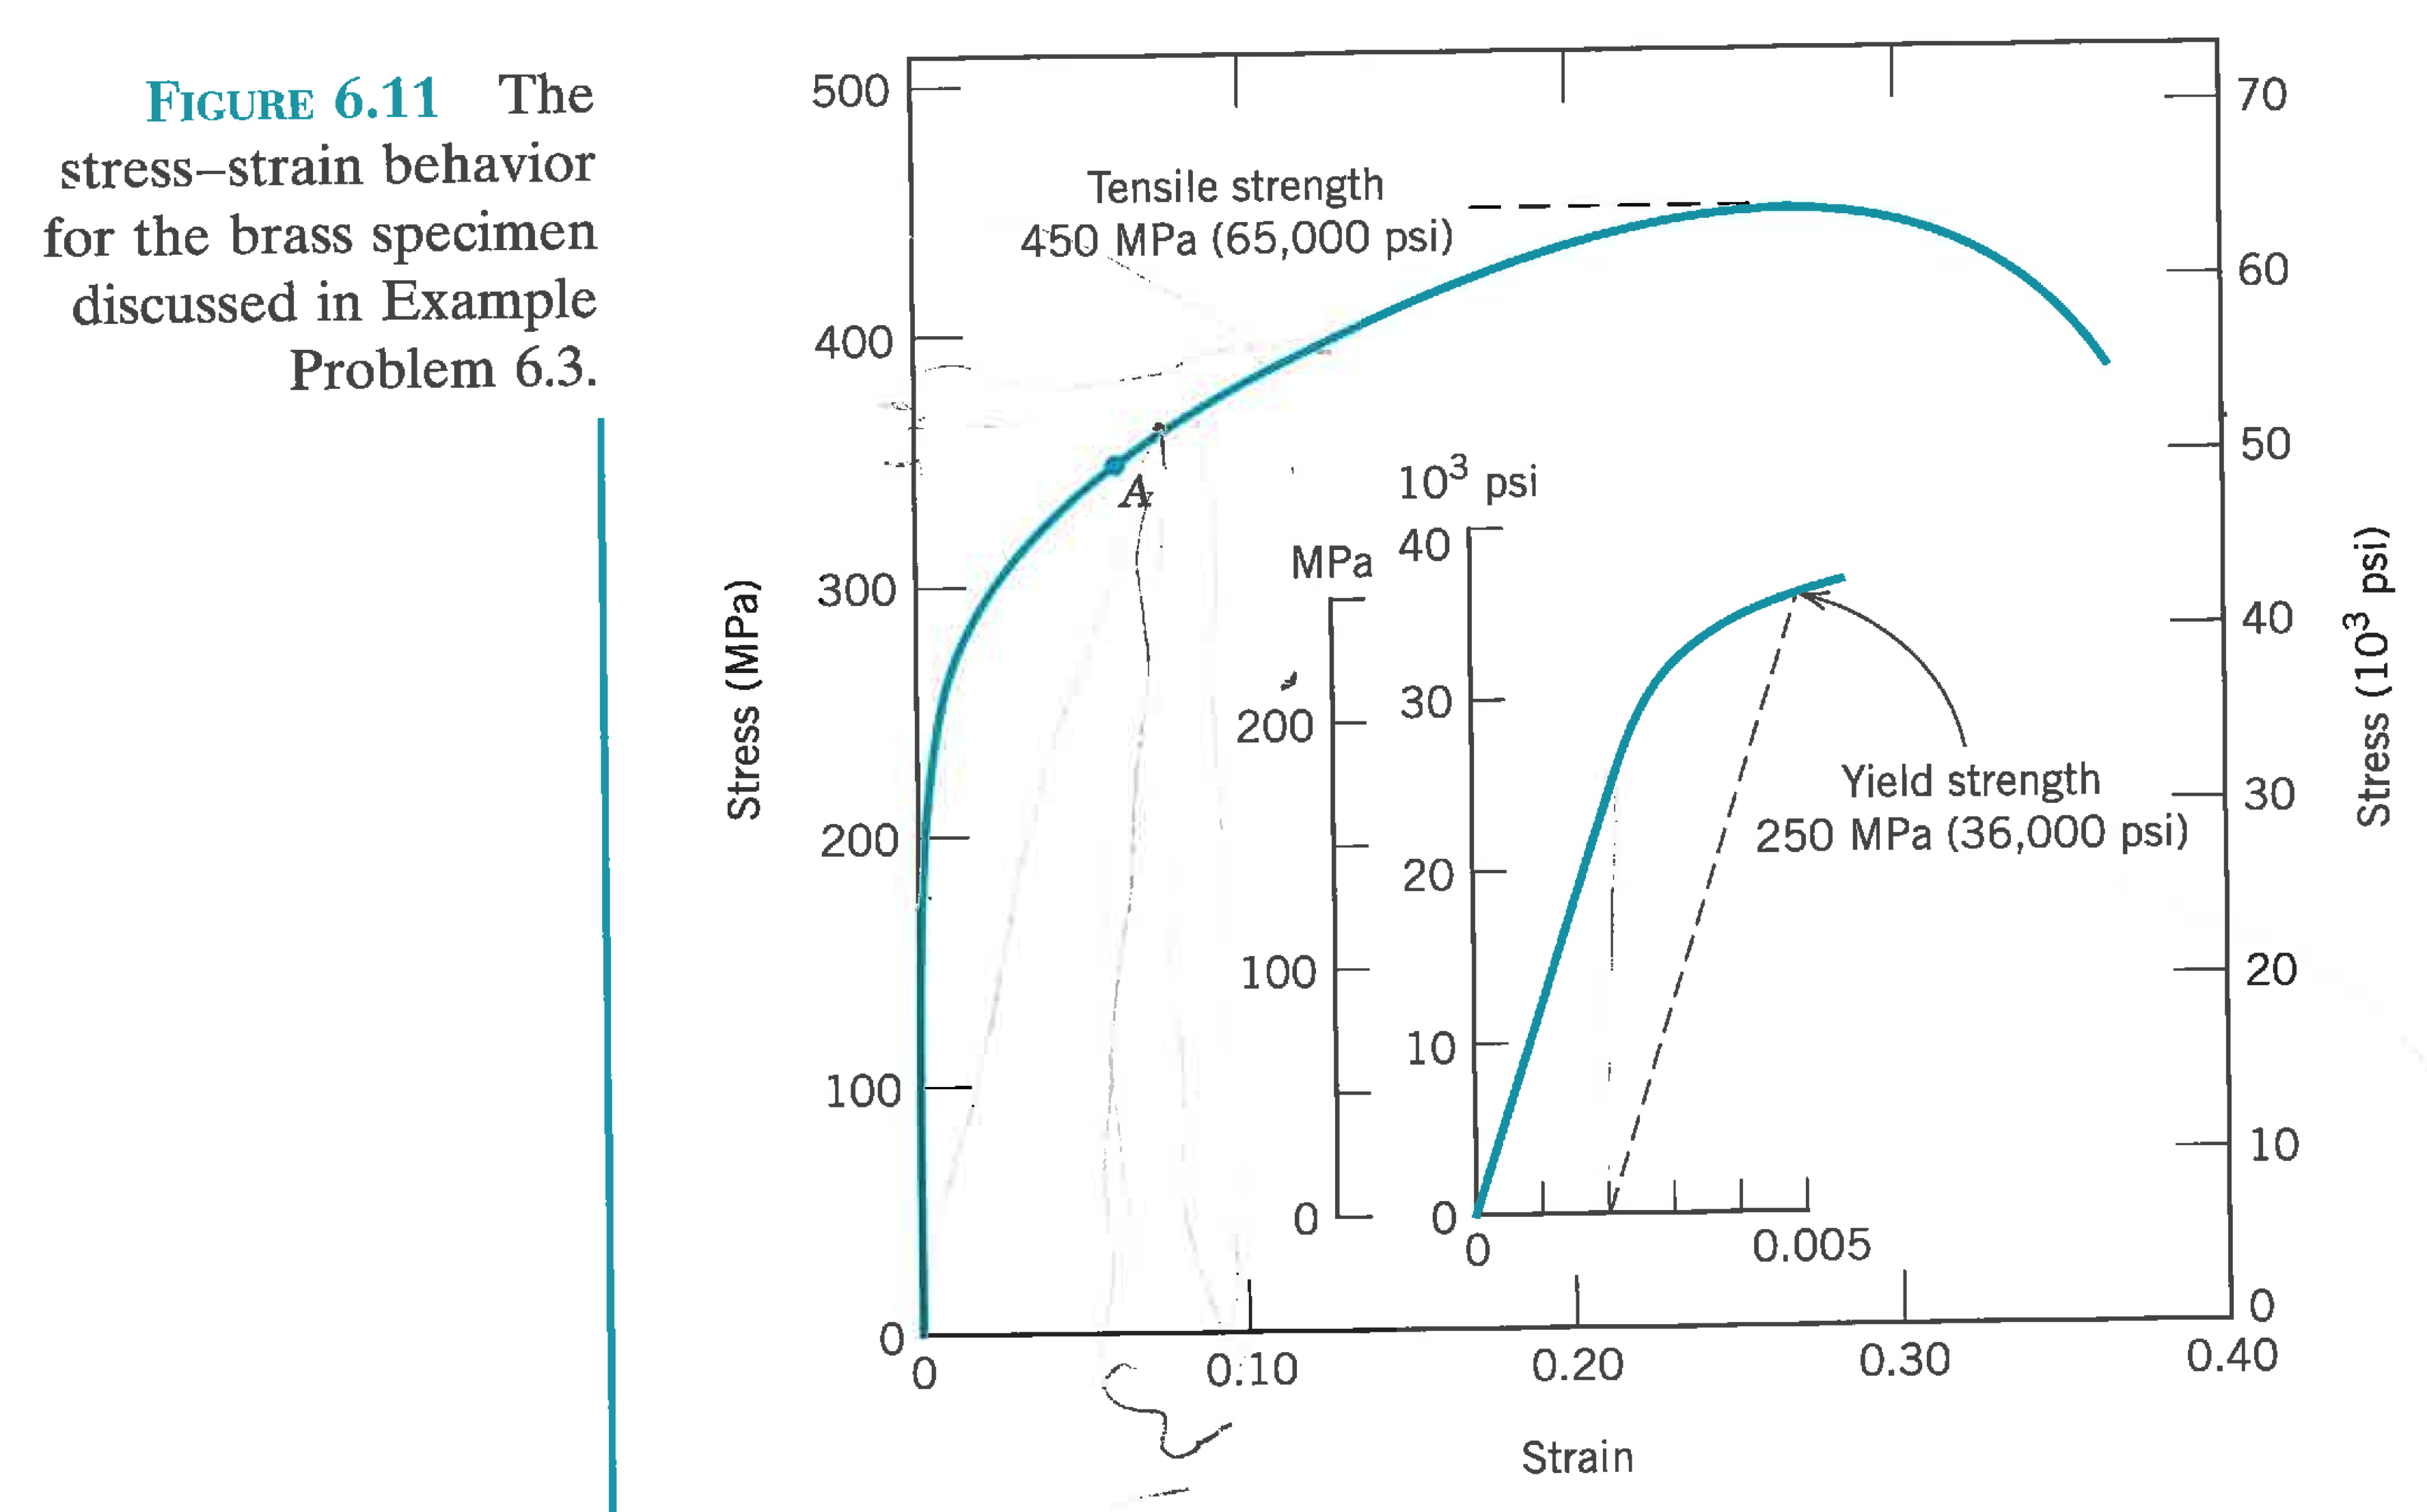 FIGURE 6.11 The
stress–strain behavior
for the brass specimen
discussed in Example
Problem 6.3.
500
400
300
200
100
0
Stress (MPa)
Tensile strength
450 MPa (65,000 psi)
A
70
60
50
40
30
20
10
0
Stress (10³ psi)
MPa
200
100
0
10³ psi
40
30
20
10
0
0
0.005
Yield strength
250 MPa (36,000 psi)
0
0.10
0.20
0.30
0.40
Strain